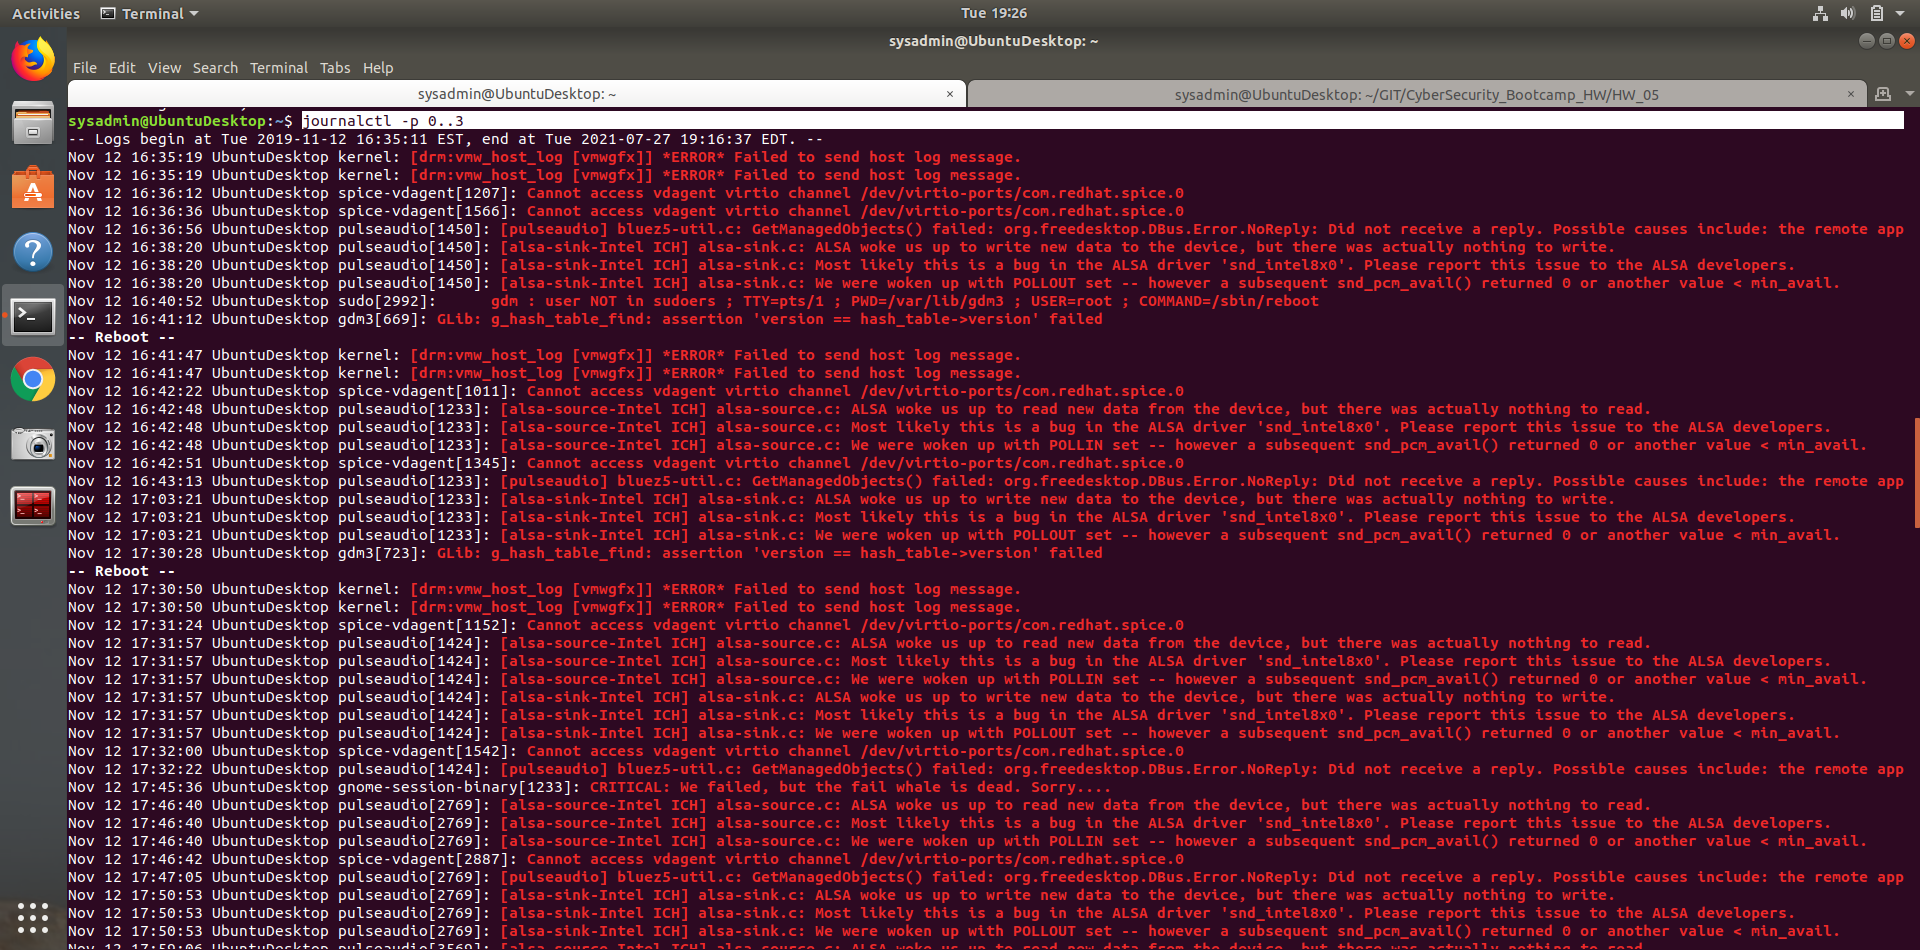 Activities Terminal Tue 19:26
sysadmin@UbuntuDesktop: ~
File Edit View Search Terminal Tabs Help
sysadmin@UbuntuDesktop: ~ × sysadmin@UbuntuDesktop: ~/GIT/CyberSecurity_Bootcamp_HW/HW_05 ×
sysadmin@UbuntuDesktop:~$ journalctl -p 0..3
-- Logs begin at Tue 2019-11-12 16:35:11 EST, end at Tue 2021-07-27 19:16:37 EDT. --
Nov 12 16:35:19 UbuntuDesktop kernel: [drm:vmw_host_log [vmwgfx]] *ERROR* Failed to send host log message.
Nov 12 16:35:19 UbuntuDesktop kernel: [drm:vmw_host_log [vmwgfx]] *ERROR* Failed to send host log message.
Nov 12 16:36:12 UbuntuDesktop spice-vdagent[1207]: Cannot access vdagent virtio channel /dev/virtio-ports/com.redhat.spice.0
Nov 12 16:36:36 UbuntuDesktop spice-vdagent[1566]: Cannot access vdagent virtio channel /dev/virtio-ports/com.redhat.spice.0
Nov 12 16:36:56 UbuntuDesktop pulseaudio[1450]: [pulseaudio] bluez5-util.c: GetManagedObjects() failed: org.freedesktop.DBus.Error.NoReply: Did not receive a reply. Possible causes include: the remote app
Nov 12 16:38:20 UbuntuDesktop pulseaudio[1450]: [alsa-sink-Intel ICH] alsa-sink.c: ALSA woke us up to write new data to the device, but there was actually nothing to write.
Nov 12 16:38:20 UbuntuDesktop pulseaudio[1450]: [alsa-sink-Intel ICH] alsa-sink.c: Most likely this is a bug in the ALSA driver 'snd_intel8x0'. Please report this issue to the ALSA developers.
Nov 12 16:38:20 UbuntuDesktop pulseaudio[1450]: [alsa-sink-Intel ICH] alsa-sink.c: We were woken up with POLLOUT set -- however a subsequent snd_pcm_avail() returned 0 or another value < min_avail.
Nov 12 16:40:52 UbuntuDesktop sudo[2992]:      gdm : user NOT in sudoers ; TTY=pts/1 ; PWD=/var/lib/gdm3 ; USER=root ; COMMAND=/sbin/reboot
Nov 12 16:41:12 UbuntuDesktop gdm3[669]: GLib: g_hash_table_find: assertion 'version == hash_table->version' failed
-- Reboot --
Nov 12 16:41:47 UbuntuDesktop kernel: [drm:vmw_host_log [vmwgfx]] *ERROR* Failed to send host log message.
Nov 12 16:41:47 UbuntuDesktop kernel: [drm:vmw_host_log [vmwgfx]] *ERROR* Failed to send host log message.
Nov 12 16:42:22 UbuntuDesktop spice-vdagent[1011]: Cannot access vdagent virtio channel /dev/virtio-ports/com.redhat.spice.0
Nov 12 16:42:48 UbuntuDesktop pulseaudio[1233]: [alsa-source-Intel ICH] alsa-source.c: ALSA woke us up to read new data from the device, but there was actually nothing to read.
Nov 12 16:42:48 UbuntuDesktop pulseaudio[1233]: [alsa-source-Intel ICH] alsa-source.c: Most likely this is a bug in the ALSA driver 'snd_intel8x0'. Please report this issue to the ALSA developers.
Nov 12 16:42:48 UbuntuDesktop pulseaudio[1233]: [alsa-source-Intel ICH] alsa-source.c: We were woken up with POLLIN set -- however a subsequent snd_pcm_avail() returned 0 or another value < min_avail.
Nov 12 16:42:51 UbuntuDesktop spice-vdagent[1345]: Cannot access vdagent virtio channel /dev/virtio-ports/com.redhat.spice.0
Nov 12 16:43:13 UbuntuDesktop pulseaudio[1233]: [pulseaudio] bluez5-util.c: GetManagedObjects() failed: org.freedesktop.DBus.Error.NoReply: Did not receive a reply. Possible causes include: the remote app
Nov 12 17:03:21 UbuntuDesktop pulseaudio[1233]: [alsa-sink-Intel ICH] alsa-sink.c: ALSA woke us up to write new data to the device, but there was actually nothing to write.
Nov 12 17:03:21 UbuntuDesktop pulseaudio[1233]: [alsa-sink-Intel ICH] alsa-sink.c: Most likely this is a bug in the ALSA driver 'snd_intel8x0'. Please report this issue to the ALSA developers.
Nov 12 17:03:21 UbuntuDesktop pulseaudio[1233]: [alsa-sink-Intel ICH] alsa-sink.c: We were woken up with POLLOUT set -- however a subsequent snd_pcm_avail() returned 0 or another value < min_avail.
Nov 12 17:30:28 UbuntuDesktop gdm3[723]: GLib: g_hash_table_find: assertion 'version == hash_table->version' failed
-- Reboot --
Nov 12 17:30:50 UbuntuDesktop kernel: [drm:vmw_host_log [vmwgfx]] *ERROR* Failed to send host log message.
Nov 12 17:30:50 UbuntuDesktop kernel: [drm:vmw_host_log [vmwgfx]] *ERROR* Failed to send host log message.
Nov 12 17:31:24 UbuntuDesktop spice-vdagent[1152]: Cannot access vdagent virtio channel /dev/virtio-ports/com.redhat.spice.0
Nov 12 17:31:57 UbuntuDesktop pulseaudio[1424]: [alsa-source-Intel ICH] alsa-source.c: ALSA woke us up to read new data from the device, but there was actually nothing to read.
Nov 12 17:31:57 UbuntuDesktop pulseaudio[1424]: [alsa-source-Intel ICH] alsa-source.c: Most likely this is a bug in the ALSA driver 'snd_intel8x0'. Please report this issue to the ALSA developers.
Nov 12 17:31:57 UbuntuDesktop pulseaudio[1424]: [alsa-source-Intel ICH] alsa-source.c: We were woken up with POLLIN set -- however a subsequent snd_pcm_avail() returned 0 or another value < min_avail.
Nov 12 17:31:57 UbuntuDesktop pulseaudio[1424]: [alsa-sink-Intel ICH] alsa-sink.c: ALSA woke us up to write new data to the device, but there was actually nothing to write.
Nov 12 17:31:57 UbuntuDesktop pulseaudio[1424]: [alsa-sink-Intel ICH] alsa-sink.c: Most likely this is a bug in the ALSA driver 'snd_intel8x0'. Please report this issue to the ALSA developers.
Nov 12 17:31:57 UbuntuDesktop pulseaudio[1424]: [alsa-sink-Intel ICH] alsa-sink.c: We were woken up with POLLOUT set -- however a subsequent snd_pcm_avail() returned 0 or another value < min_avail.
Nov 12 17:32:00 UbuntuDesktop spice-vdagent[1542]: Cannot access vdagent virtio channel /dev/virtio-ports/com.redhat.spice.0
Nov 12 17:32:22 UbuntuDesktop pulseaudio[1424]: [pulseaudio] bluez5-util.c: GetManagedObjects() failed: org.freedesktop.DBus.Error.NoReply: Did not receive a reply. Possible causes include: the remote app
Nov 12 17:45:36 UbuntuDesktop gnome-session-binary[1233]: CRITICAL: We failed, but the fail whale is dead. Sorry....
Nov 12 17:46:40 UbuntuDesktop pulseaudio[2769]: [alsa-source-Intel ICH] alsa-source.c: ALSA woke us up to read new data from the device, but there was actually nothing to read.
Nov 12 17:46:40 UbuntuDesktop pulseaudio[2769]: [alsa-source-Intel ICH] alsa-source.c: Most likely this is a bug in the ALSA driver 'snd_intel8x0'. Please report this issue to the ALSA developers.
Nov 12 17:46:40 UbuntuDesktop pulseaudio[2769]: [alsa-source-Intel ICH] alsa-source.c: We were woken up with POLLIN set -- however a subsequent snd_pcm_avail() returned 0 or another value < min_avail.
Nov 12 17:46:42 UbuntuDesktop spice-vdagent[2887]: Cannot access vdagent virtio channel /dev/virtio-ports/com.redhat.spice.0
Nov 12 17:47:05 UbuntuDesktop pulseaudio[2769]: [pulseaudio] bluez5-util.c: GetManagedObjects() failed: org.freedesktop.DBus.Error.NoReply: Did not receive a reply. Possible causes include: the remote app
Nov 12 17:50:53 UbuntuDesktop pulseaudio[2769]: [alsa-sink-Intel ICH] alsa-sink.c: ALSA woke us up to write new data to the device, but there was actually nothing to write.
Nov 12 17:50:53 UbuntuDesktop pulseaudio[2769]: [alsa-sink-Intel ICH] alsa-sink.c: Most likely this is a bug in the ALSA driver 'snd_intel8x0'. Please report this issue to the ALSA developers.
Nov 12 17:50:53 UbuntuDesktop pulseaudio[2769]: [alsa-sink-Intel ICH] alsa-sink.c: We were woken up with POLLOUT set -- however a subsequent snd_pcm_avail() returned 0 or another value < min_avail.